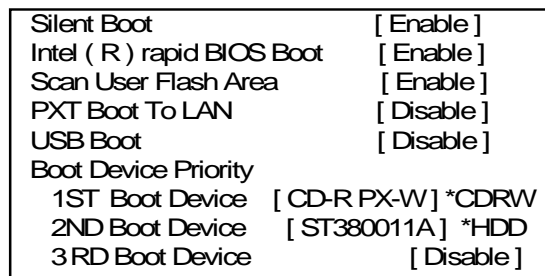 Silent Boot [ Enable ]
Intel ( R ) rapid BIOS Boot [ Enable ]
Scan User Flash Area [ Enable ]
PXT Boot To LAN [ Disable ]
USB Boot [ Disable ]
Boot Device Priority
1ST Boot Device [ CD-R PX-W ] *CDRW
2ND Boot Device [ ST380011A ] *HDD
3 RD Boot Device [ Disable ]